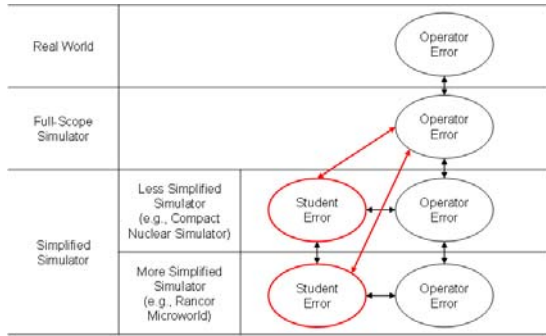 Real World
Operator
Error
Full-Scope
Simulator
Operator
Error
Simplified
Simulator
Less Simplified
Simulator
(e.g., Compact
Nuclear Simulator)
Student
Error
Operator
Error
More Simplified
Simulator
(e.g., Rancor
Microworld)
Student
Error
Operator
Error